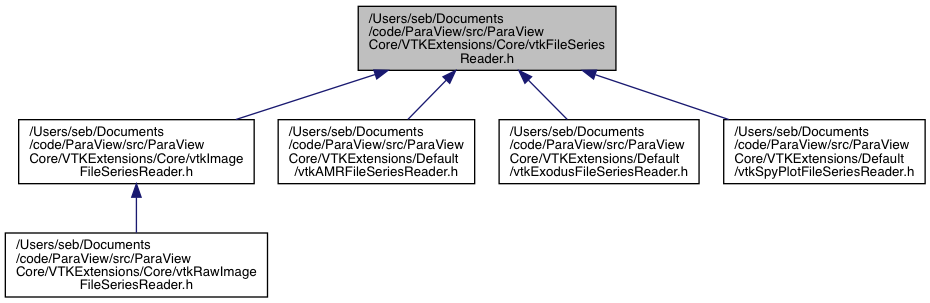 /Users/seb/Documents
/code/ParaView/src/ParaView
Core/VTKExtensions/Core/vtkFileSeries
Reader.h
/Users/seb/Documents
/code/ParaView/src/ParaView
Core/VTKExtensions/Core/vtkImage
FileSeriesReader.h
/Users/seb/Documents
/code/ParaView/src/ParaView
Core/VTKExtensions/Default
/vtkAMRFileSeriesReader.h
/Users/seb/Documents
/code/ParaView/src/ParaView
Core/VTKExtensions/Default
/vtkExodusFileSeriesReader.h
/Users/seb/Documents
/code/ParaView/src/ParaView
Core/VTKExtensions/Default
/vtkSpyPlotFileSeriesReader.h
/Users/seb/Documents
/code/ParaView/src/ParaView
Core/VTKExtensions/Core/vtkRawImage
FileSeriesReader.h